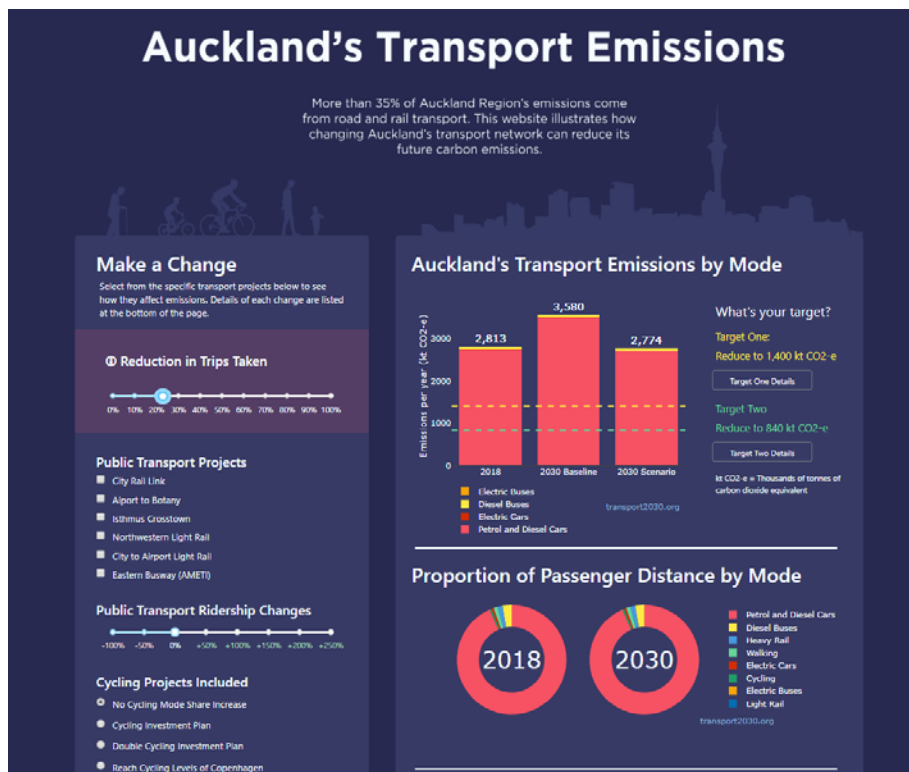 Auckland's Transport Emissions
More than 35% of Auckland Region's emissions come
from road and rail transport. This website illustrates how
changing Auckland's transport network can reduce its
future carbon emissions.
Make a Change
Select from the specific transport projects below to see
how they affect emissions. Details of each change are listed
at the bottom of the page.
Reduction in Trips Taken
0% 10% 20% 30% 40% 50% 60% 70% 80% 90% 100%
Public Transport Projects
City Rail Link
Aiport to Botany
Isthmus Crosstown
Northwestern Light Rail
City to Airport Light Rail
Eastern Busway (AMETI)
Public Transport Ridership Changes
-100% -50% 0% +50% +100% +150% +200% +250%
Cycling Projects Included
No Cycling Mode Share Increase
Cycling Investment Plan
Double Cycling Investment Plan
Reach Cycling Levels of Copenhagen
Auckland's Transport Emissions by Mode
Emissions per year (kt CO2-e)
3000
2000
1000
0
2,813
3,580
2,774
2018
2030 Baseline
2030 Scenario
Electric Buses
Diesel Buses
Electric Cars
Petrol and Diesel Cars
transport2030.org
What's your target?
Target One:
Reduce to 1,400 kt CO2-e
Target One Details
Target Two
Reduce to 840 kt CO2-e
Target Two Details
kt CO2-e = Thousands of tonnes of
carbon dioxide equivalent
Proportion of Passenger Distance by Mode
2018
2030
Petrol and Diesel Cars
Diesel Buses
Heavy Rail
Walking
Electric Cars
Cycling
Electric Buses
Light Rail
transport2030.org